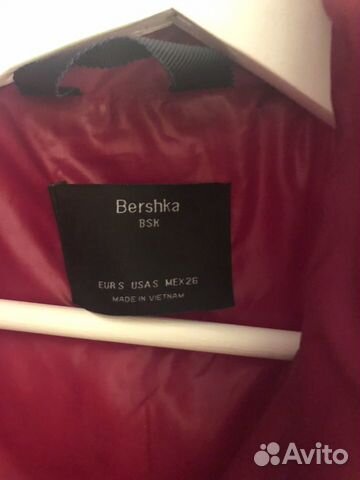 Bershka
BSK
EUR S USA S MEX 26
MADE IN VIETNAM
Avito